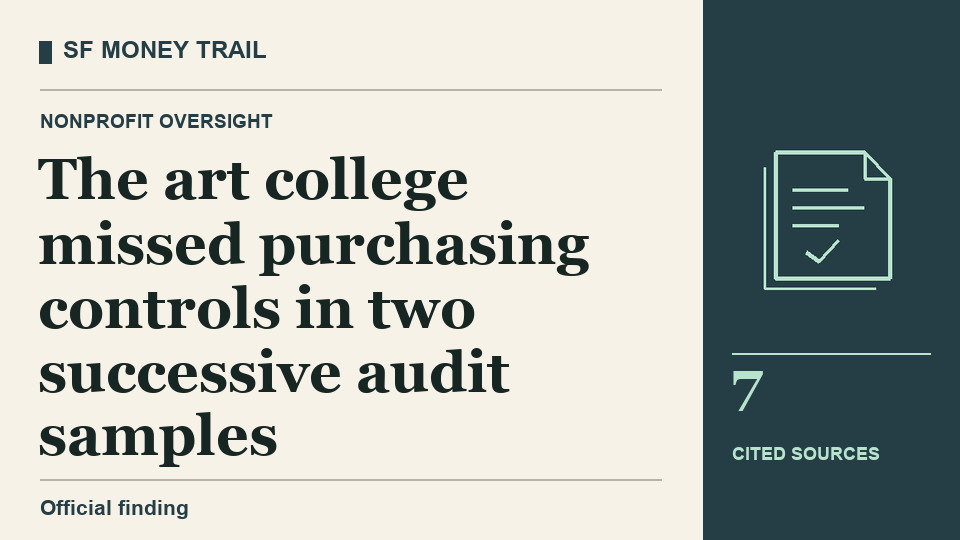 SF MONEY TRAIL
NONPROFIT OVERSIGHT
The art college
missed purchasing
controls in two
successive audit
samples
Official finding
7
CITED SOURCES